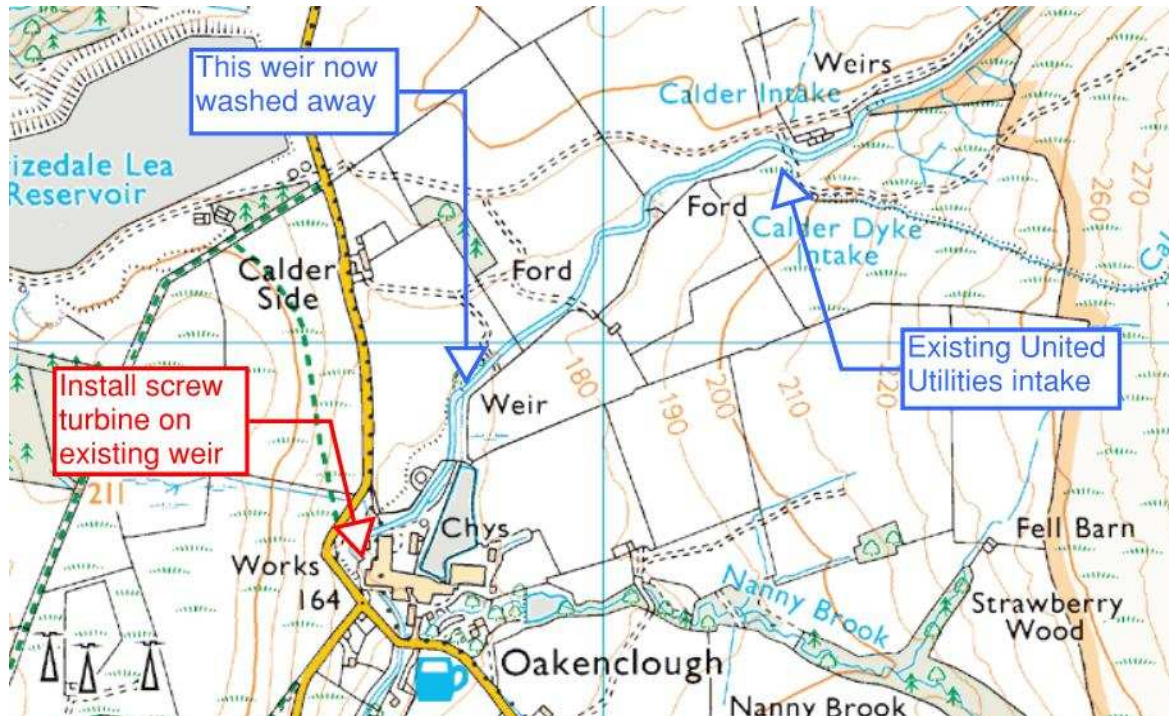 This weir now
washed away
Weirs
Calder Intake
rizedale Lea
Reservoir
Ford
Calder Dyke
Intake
Cal
270
260
Calder
Side
Ford
Existing United
Utilities intake
180
190
200
210
220
Install screw
turbine on
existing weir
Weir
211
Chys
Works
164
Fell Barn
Nanny Brook
Strawberry
Wood
Oakenclough
Nanny Brook